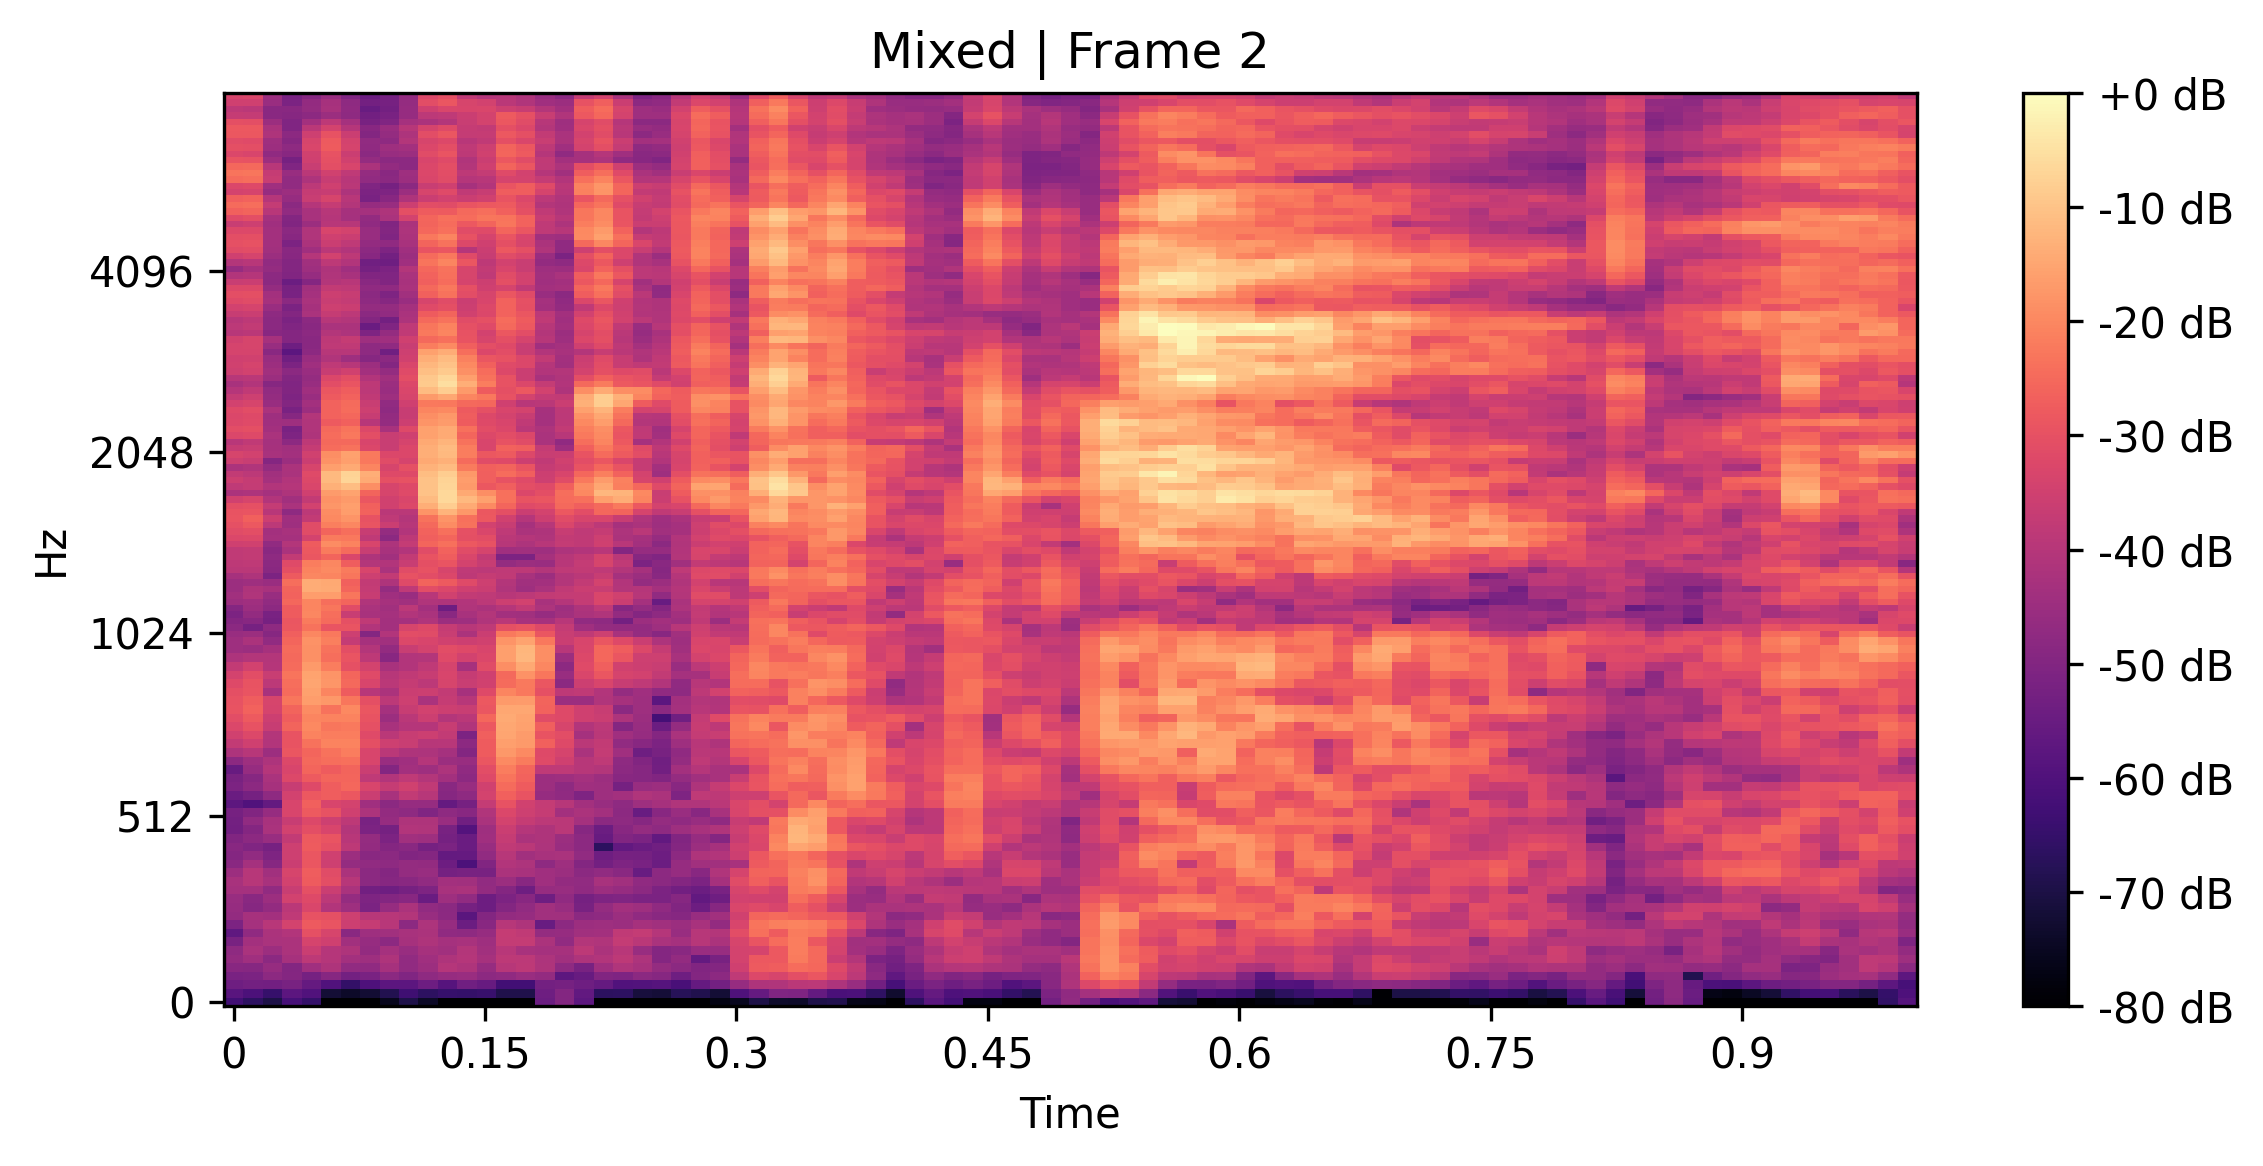 Mixed | Frame 2
+0 dB
-10 dB
-20 dB
-30 dB
-40 dB
-50 dB
-60 dB
-70 dB
-80 dB
Hz
4096
2048
1024
512
0
0 0.15 0.3 0.45 0.6 0.75 0.9
Time